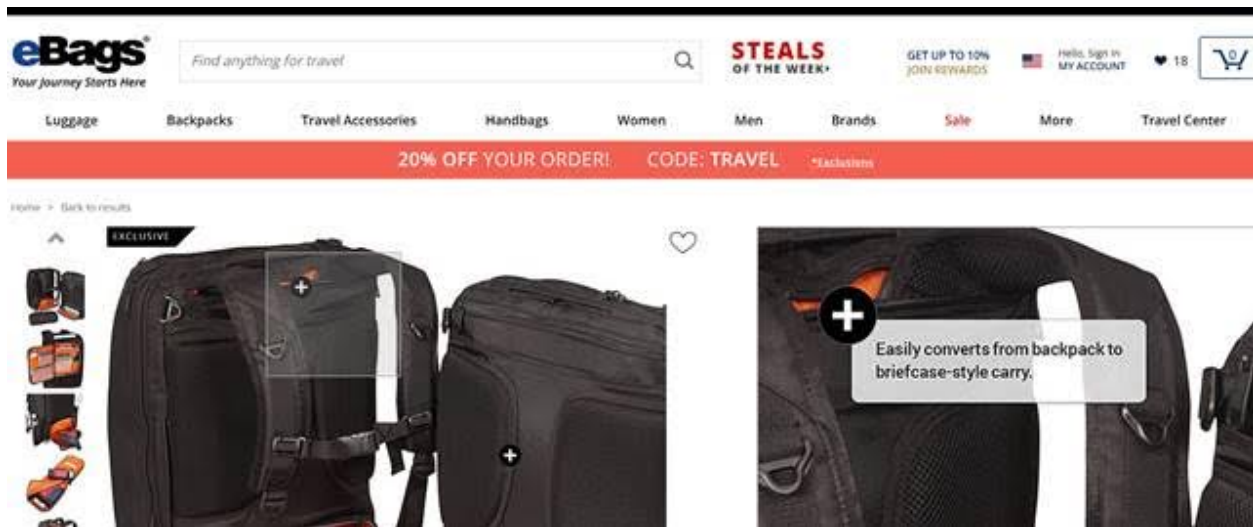 eBags®
Your Journey Starts Here
Find anything for travel
STEALS
OF THE WEEK
GET UP TO 10%
JOIN REWARDS
Hello, Sign In
MY ACCOUNT
18
0
Luggage Backpacks Travel Accessories Handbags Women Men Brands Sale More Travel Center
20% OFF YOUR ORDER! CODE: TRAVEL *Exclusions
Home > Back to results
EXCLUSIVE
Easily converts from backpack to
briefcase-style carry.